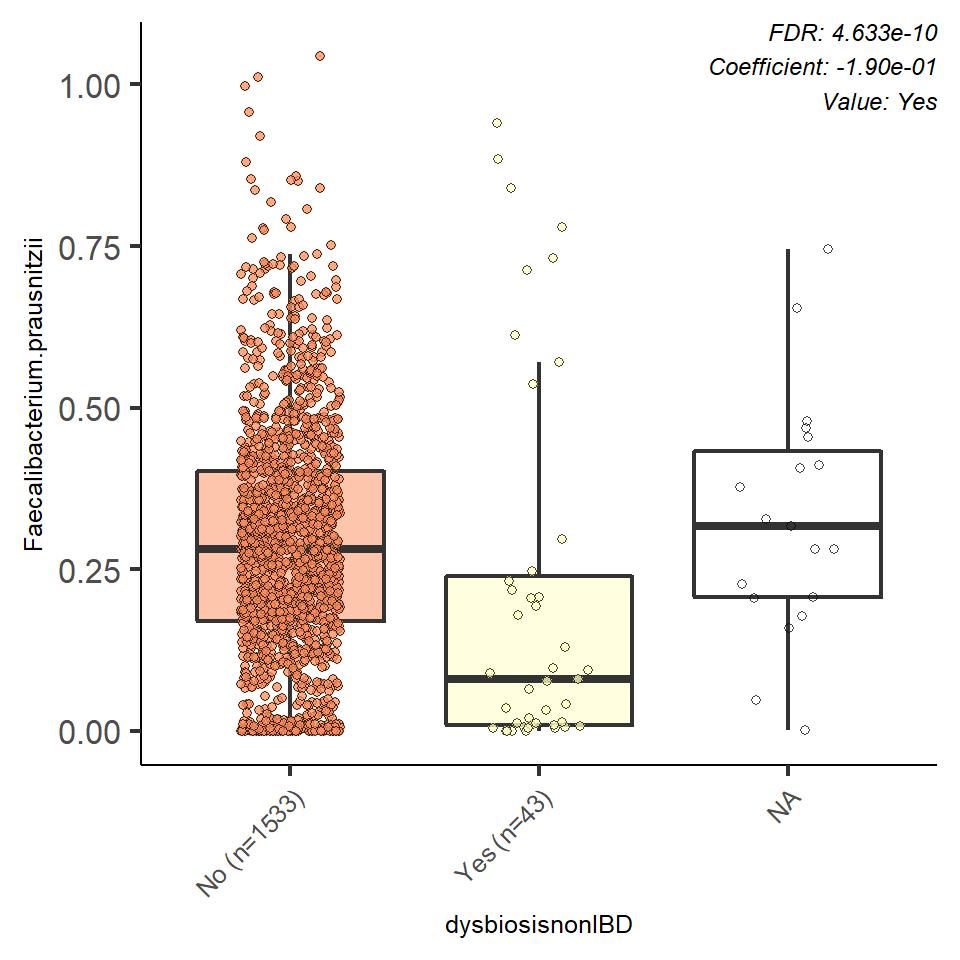 FDR: 4.633e-10
Coefficient: -1.90e-01
Value: Yes
Faecalibacterium.prausnitzii
1.00
0.75
0.50
0.25
0.00
No (n=1533)
Yes (n=43)
NA
dysbiosisnonIBD